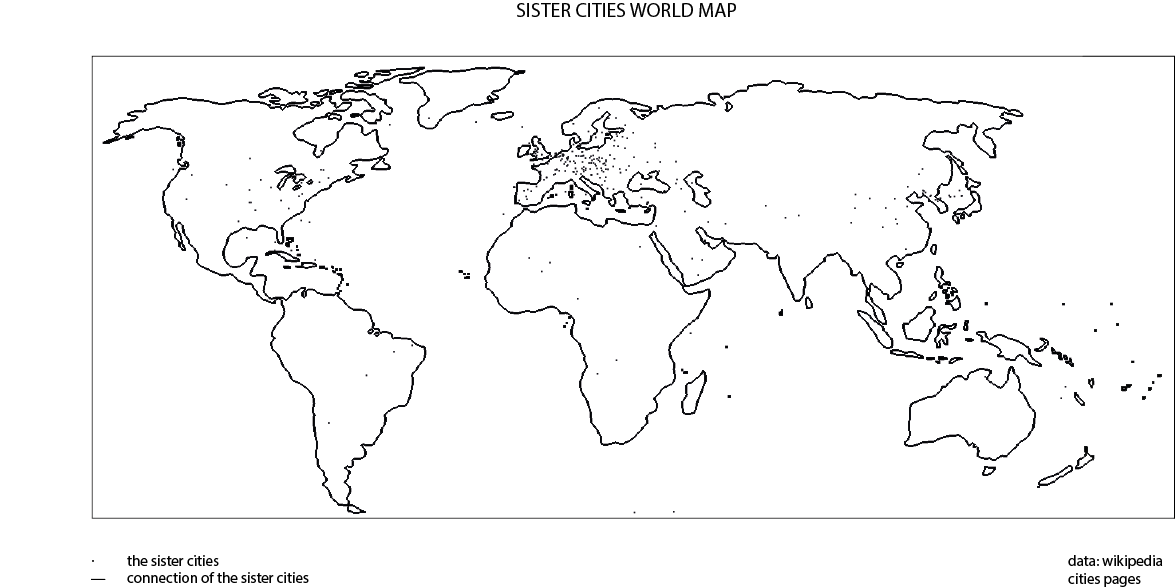 SISTER CITIES WORLD MAP
the sister cities
connection of the sister cities
data: wikipedia
cities pages